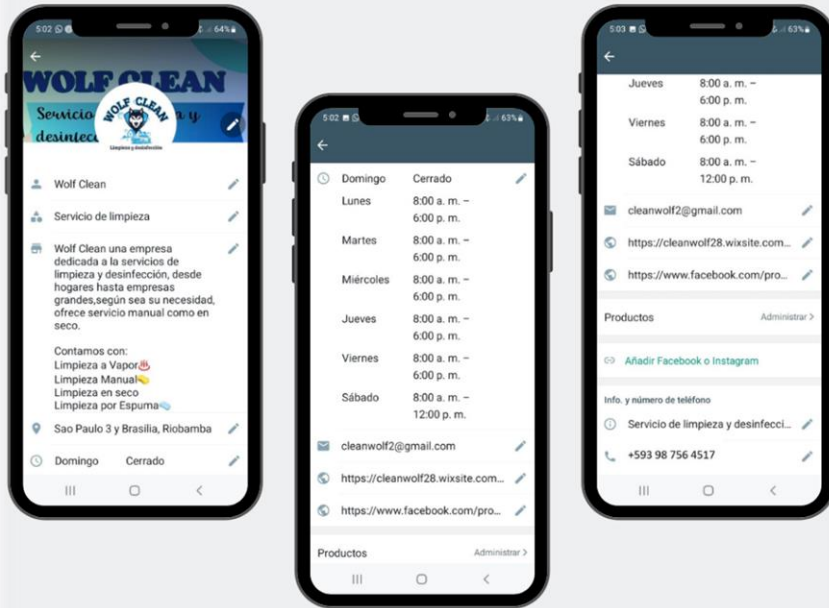 5:02
64%
WOLF CLEAN
Servicio
y
desinfecc
WOLF CLEAN
Limpieza y desinfección
Wolf Clean
Servicio de limpieza
Wolf Clean una empresa
dedicada a la servicios de
limpieza y desinfección, desde
hogares hasta empresas
grandes,según sea su necesidad,
ofrece servicio manual como en
seco.
Contamos con:
Limpieza a Vapor♨️
Limpieza Manual🧽
Limpieza en seco
Limpieza por Espuma🧼
Sao Paulo 3 y Brasilia, Riobamba
Domingo Cerrado
5:02
63%
Domingo Cerrado
Lunes 8:00 a. m. –
6:00 p. m.
Martes 8:00 a. m. –
6:00 p. m.
Miércoles 8:00 a. m. –
6:00 p. m.
Jueves 8:00 a. m. –
6:00 p. m.
Viernes 8:00 a. m. –
6:00 p. m.
Sábado 8:00 a. m. –
12:00 p. m.
cleanwolf2@gmail.com
https://cleanwolf28.wixsite.com...
https://www.facebook.com/pro...
Productos Administrar >
5:03
63%
Jueves 8:00 a. m. –
6:00 p. m.
Viernes 8:00 a. m. –
6:00 p. m.
Sábado 8:00 a. m. –
12:00 p. m.
cleanwolf2@gmail.com
https://cleanwolf28.wixsite.com...
https://www.facebook.com/pro...
Productos Administrar >
Añadir Facebook o Instagram
Info. y número de teléfono
Servicio de limpieza y desinfecci...
+593 98 756 4517